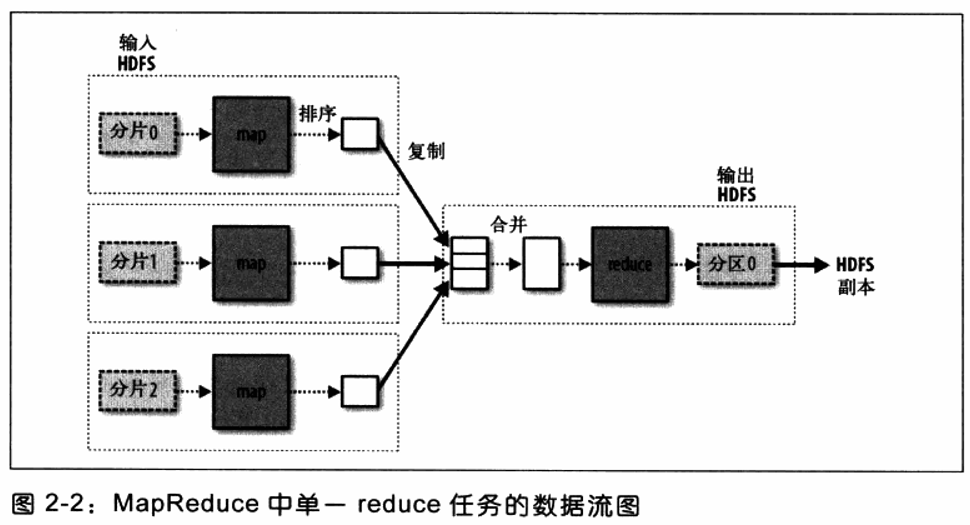 输入
HDFS
分片0
map
排序
复制
分片1
map
分片2
map
合并
reduce
输出
HDFS
分区0
HDFS
副本
图 2-2：MapReduce 中单一 reduce 任务的数据流图